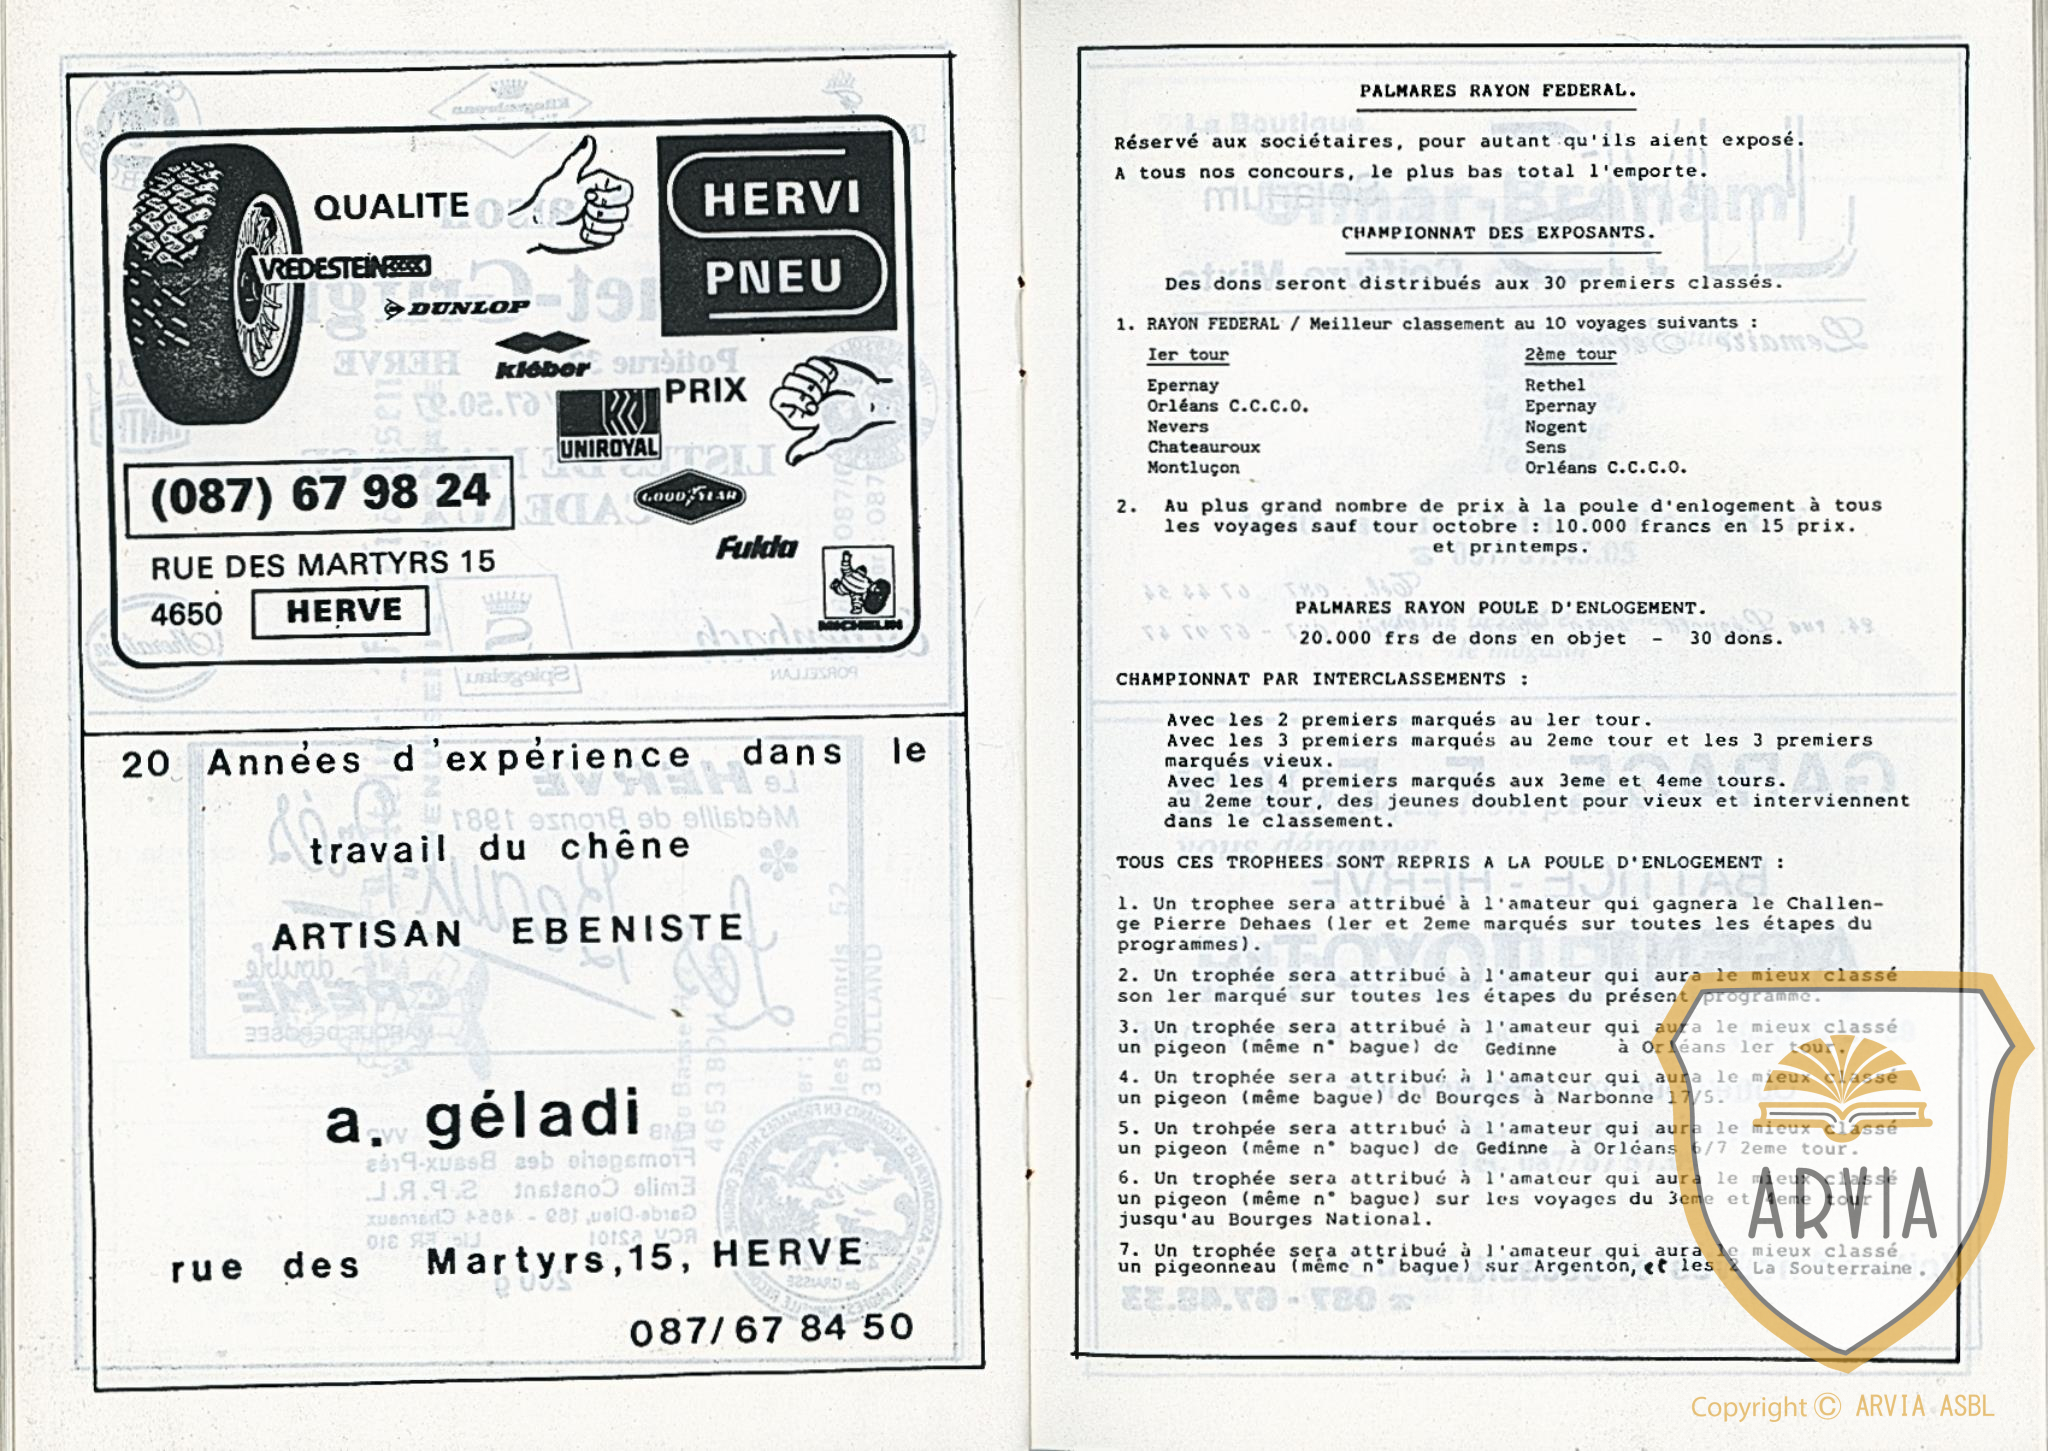 QUALITE
HERVI
PNEU
VREDESTEIN
DUNLOP
kléber
PRIX
UNIROYAL
(087) 67 98 24
GOODYEAR
Fulda
RUE DES MARTYRS 15
4650 HERVE
MICHELIN
20 Années d'expérience dans le
travail du chêne
ARTISAN EBENISTE
a. géladi
rue des Martyrs,15, HERVE
087/ 67 84 50
PALMARES RAYON FEDERAL.
Réservé aux sociétaires, pour autant qu'ils aient exposé.
A tous nos concours, le plus bas total l'emporte.
CHAMPIONNAT DES EXPOSANTS.
Des dons seront distribués aux 30 premiers classés.
1. RAYON FEDERAL / Meilleur classement au 10 voyages suivants :
Ier tour 2ème tour
Epernay Rethel
Orléans C.C.C.O. Epernay
Nevers Nogent
Chateauroux Sens
Montluçon Orléans C.C.C.O.
2. Au plus grand nombre de prix à la poule d'enlogement à tous
les voyages sauf tour octobre : 10.000 francs en 15 prix.
et printemps.
PALMARES RAYON POULE D'ENLOGEMENT.
20.000 frs de dons en objet - 30 dons.
CHAMPIONNAT PAR INTERCLASSEMENTS :
Avec les 2 premiers marqués au 1er tour.
Avec les 3 premiers marqués au 2eme tour et les 3 premiers
marqués vieux.
Avec les 4 premiers marqués aux 3eme et 4eme tours.
au 2eme tour, des jeunes doublent pour vieux et interviennent
dans le classement.
TOUS CES TROPHEES SONT REPRIS A LA POULE D'ENLOGEMENT :
1. Un trophee sera attribué à l'amateur qui gagnera le Challen-
ge Pierre Dehaes (1er et 2eme marqués sur toutes les étapes du
programmes).
2. Un trophée sera attribué à l'amateur qui aura le mieux classé
son 1er marqué sur toutes les étapes du présent programme.
3. Un trophée sera attribué à l'amateur qui aura le mieux classé
un pigeon (même n° bague) de Gedinne à Orléans 1er tour.
4. Un trophée sera attribué à l'amateur qui aura le mieux classé
un pigeon (même bague) de Bourges à Narbonne 17/5.
5. Un trohpée sera attribué à l'amateur qui aura le mieux classé
un pigeon (même n° bague) de Gedinne à Orléans 6/7 2eme tour.
6. Un trophée sera attribué à l'amateur qui aura le mieux classé
un pigeon (même n° bague) sur les voyages du 3eme et 4eme tour
jusqu'au Bourges National.
7. Un trophée sera attribué à l'amateur qui aura le mieux classé
un pigeonneau (même n° bague) sur Argenton, et les 2 La Souterraine.
ARVIA
Copyright © ARVIA ASBL